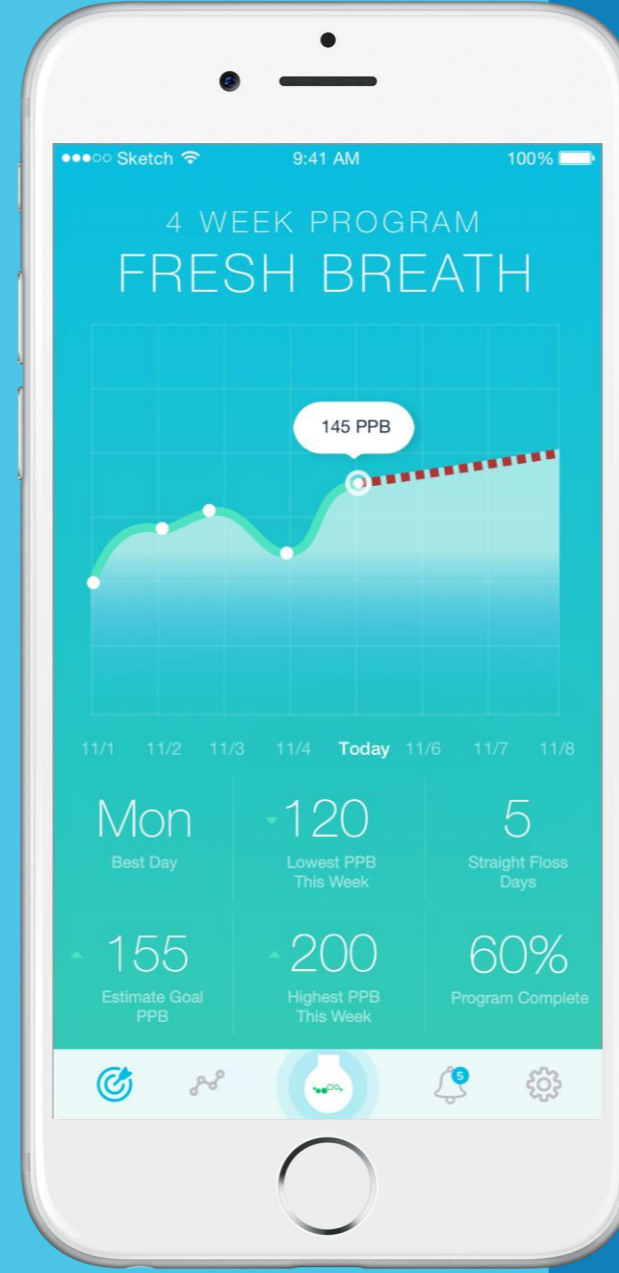 Sketch 9:41 AM 100%
4 WEEK PROGRAM
FRESH BREATH
145 PPB
11/1 11/2 11/3 11/4 Today 11/6 11/7 11/8
Mon 120 5
Best Day Lowest PPB Straight Floss
This Week Days
155 200 60%
Estimate Goal Highest PPB Program Complete
PPB This Week
5